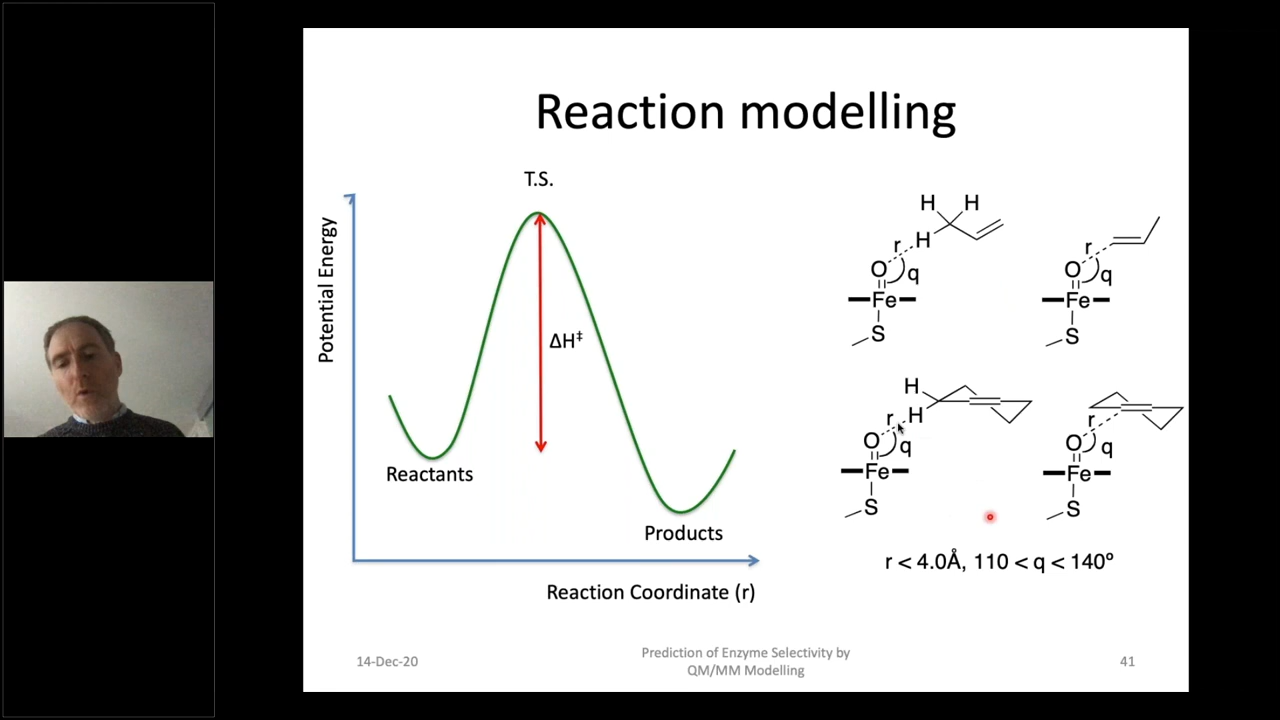 Reaction modelling
T.S.
Potential Energy
ΔH‡
Reactants
Products
Reaction Coordinate (r)
H H
r H
O q
Fe
S
r
O q
Fe
S
H
r H
O q
Fe
S
r
O q
Fe
S
r < 4.0Å, 110 < q < 140º
14-Dec-20
Prediction of Enzyme Selectivity by
QM/MM Modelling
41